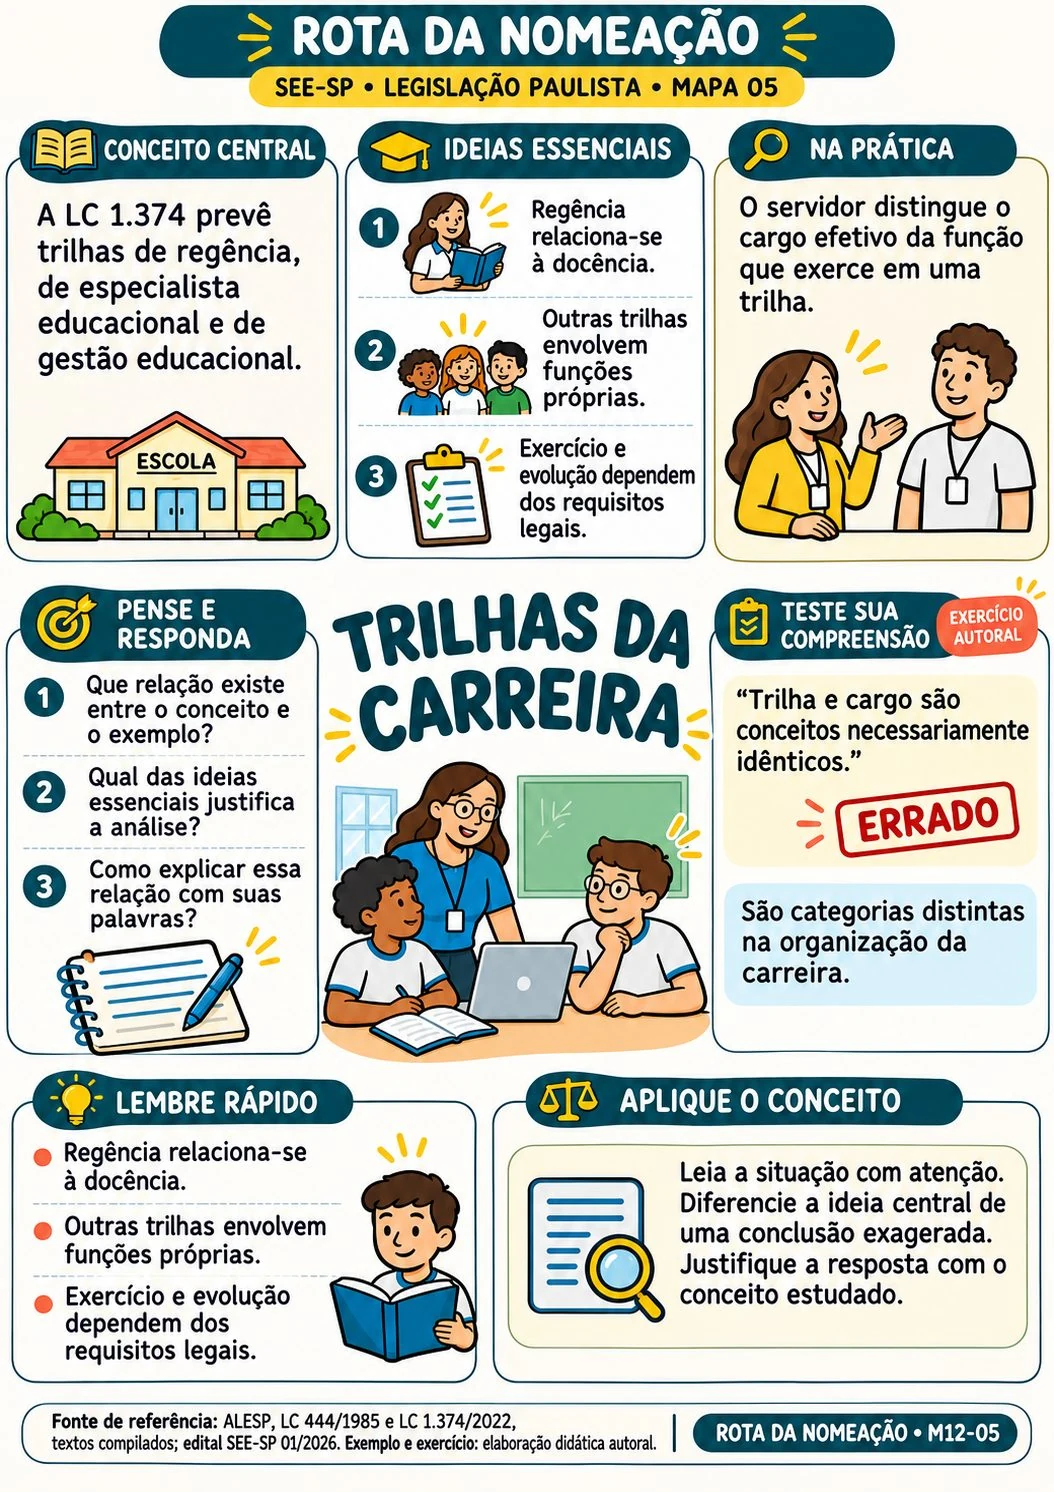 ROTA DA NOMEAÇÃO
SEE-SP • LEGISLAÇÃO PAULISTA • MAPA 05
CONCEITO CENTRAL
A LC 1.374 prevê
trilhas de regência,
de especialista
educacional e de
gestão educacional.
ESCOLA
IDEIAS ESSENCIAIS
1
Regência
relaciona-se
à docência.
2
Outras trilhas
envolvem
funções
próprias.
3
Exercício e
evolução dependem
dos requisitos
legais.
NA PRÁTICA
O servidor distingue o
cargo efetivo da função
que exerce em uma
trilha.
PENSE E
RESPONDA
1
Que relação existe
entre o conceito e
o exemplo?
2
Qual das ideias
essenciais justifica
a análise?
3
Como explicar essa
relação com suas
palavras?
TRILHAS DA
CARREIRA
TESTE SUA
COMPREENSÃO
EXERCÍCIO
AUTORAL
“Trilha e cargo são
conceitos necessariamente
idênticos.”
ERRADO
São categorias distintas
na organização da
carreira.
LEMBRE RÁPIDO
Regência relaciona-se
à docência.
Outras trilhas envolvem
funções próprias.
Exercício e evolução
dependem dos
requisitos legais.
APLIQUE O CONCEITO
Leia a situação com atenção.
Diferencie a ideia central de
uma conclusão exagerada.
Justifique a resposta com o
conceito estudado.
Fonte de referência: ALESP, LC 444/1985 e LC 1.374/2022,
textos compilados; edital SEE-SP 01/2026. Exemplo e exercício: elaboração didática autoral.
ROTA DA NOMEAÇÃO • M12-05